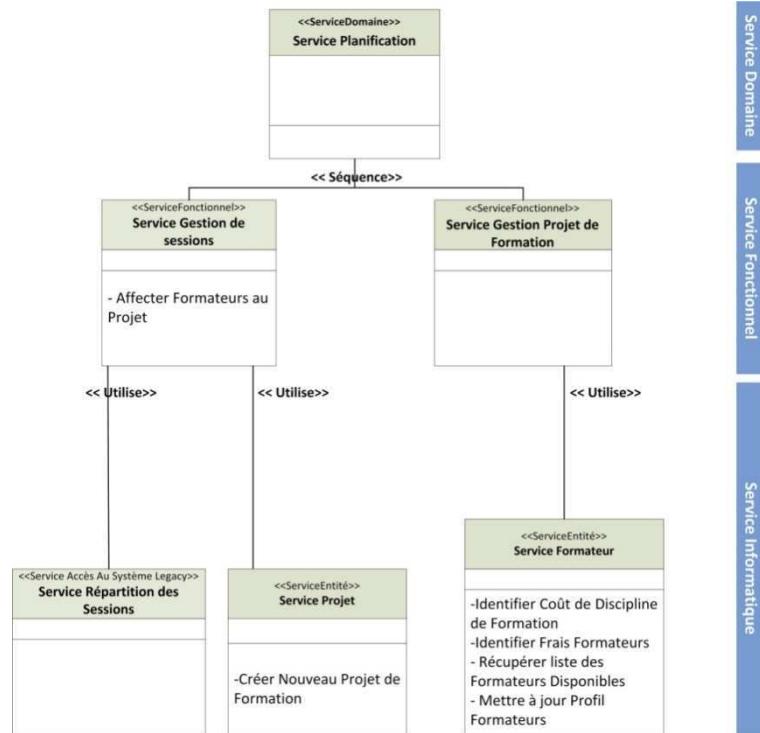 <<ServiceDomaine>>
Service Planification
<< Séquence>>
<<ServiceFonctionnel>>
Service Gestion de
sessions
- Affecter Formateurs au
Projet
<<ServiceFonctionnel>>
Service Gestion Projet de
Formation
<< Utilise>>
<< Utilise>>
<< Utilise>>
<<Service Accès Au Système Legacy>>
Service Répartition des
Sessions
<<ServiceEntité>>
Service Projet
-Créer Nouveau Projet de
Formation
<<ServiceEntité>>
Service Formateur
-Identifier Coût de Discipline
de Formation
-Identifier Frais Formateurs
- Récupérer liste des
Formateurs Disponibles
- Mettre à jour Profil
Formateurs
Service Domaine
Service Fonctionnel
Service Informatique